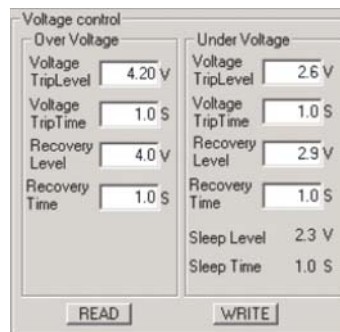 Voltage control
Over Voltage
Voltage TripLevel 4.20 V
Voltage TripTime 1.0 S
Recovery Level 4.0 V
Recovery Time 1.0 S
Under Voltage
Voltage TripLevel 2.6 V
Voltage TripTime 1.0 S
Recovery Level 2.9 V
Recovery Time 1.0 S
Sleep Level 2.3 V
Sleep Time 1.0 S
READ
WRITE